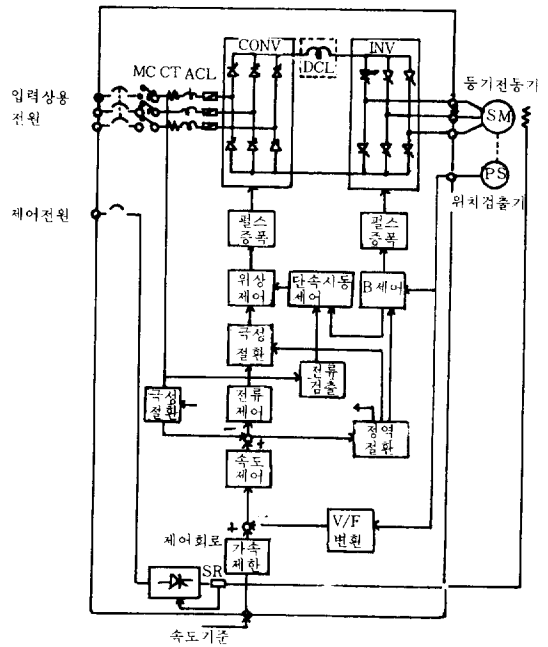 CONV
INV
DCL
MC CT ACL
입력상용
전원
동기전동기
SM
PS
위치검출기
제어전원
펄스
증폭
펄스
증폭
위상
제어
단속시동
제어
β제어
극성
절환
전류
검출
극성
절환
전류
제어
정역
절환
- +
속도
제어
+ -
V/F
변환
제어회로
가속
제한
SR
속도기준